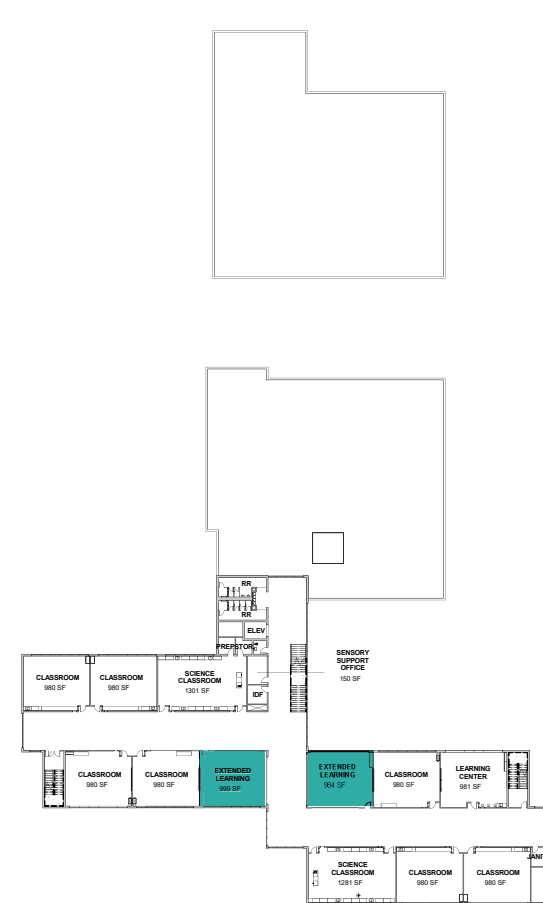 RR
RR
ELEV
PREP STOR
SENSORY
SUPPORT
OFFICE
150 SF
CLASSROOM
980 SF
CLASSROOM
980 SF
SCIENCE
CLASSROOM
1301 SF
IDF
CLASSROOM
980 SF
CLASSROOM
980 SF
EXTENDED
LEARNING
999 SF
EXTENDED
LEARNING
984 SF
CLASSROOM
980 SF
LEARNING
CENTER
981 SF
SCIENCE
CLASSROOM
1281 SF
CLASSROOM
980 SF
CLASSROOM
980 SF
JANIT